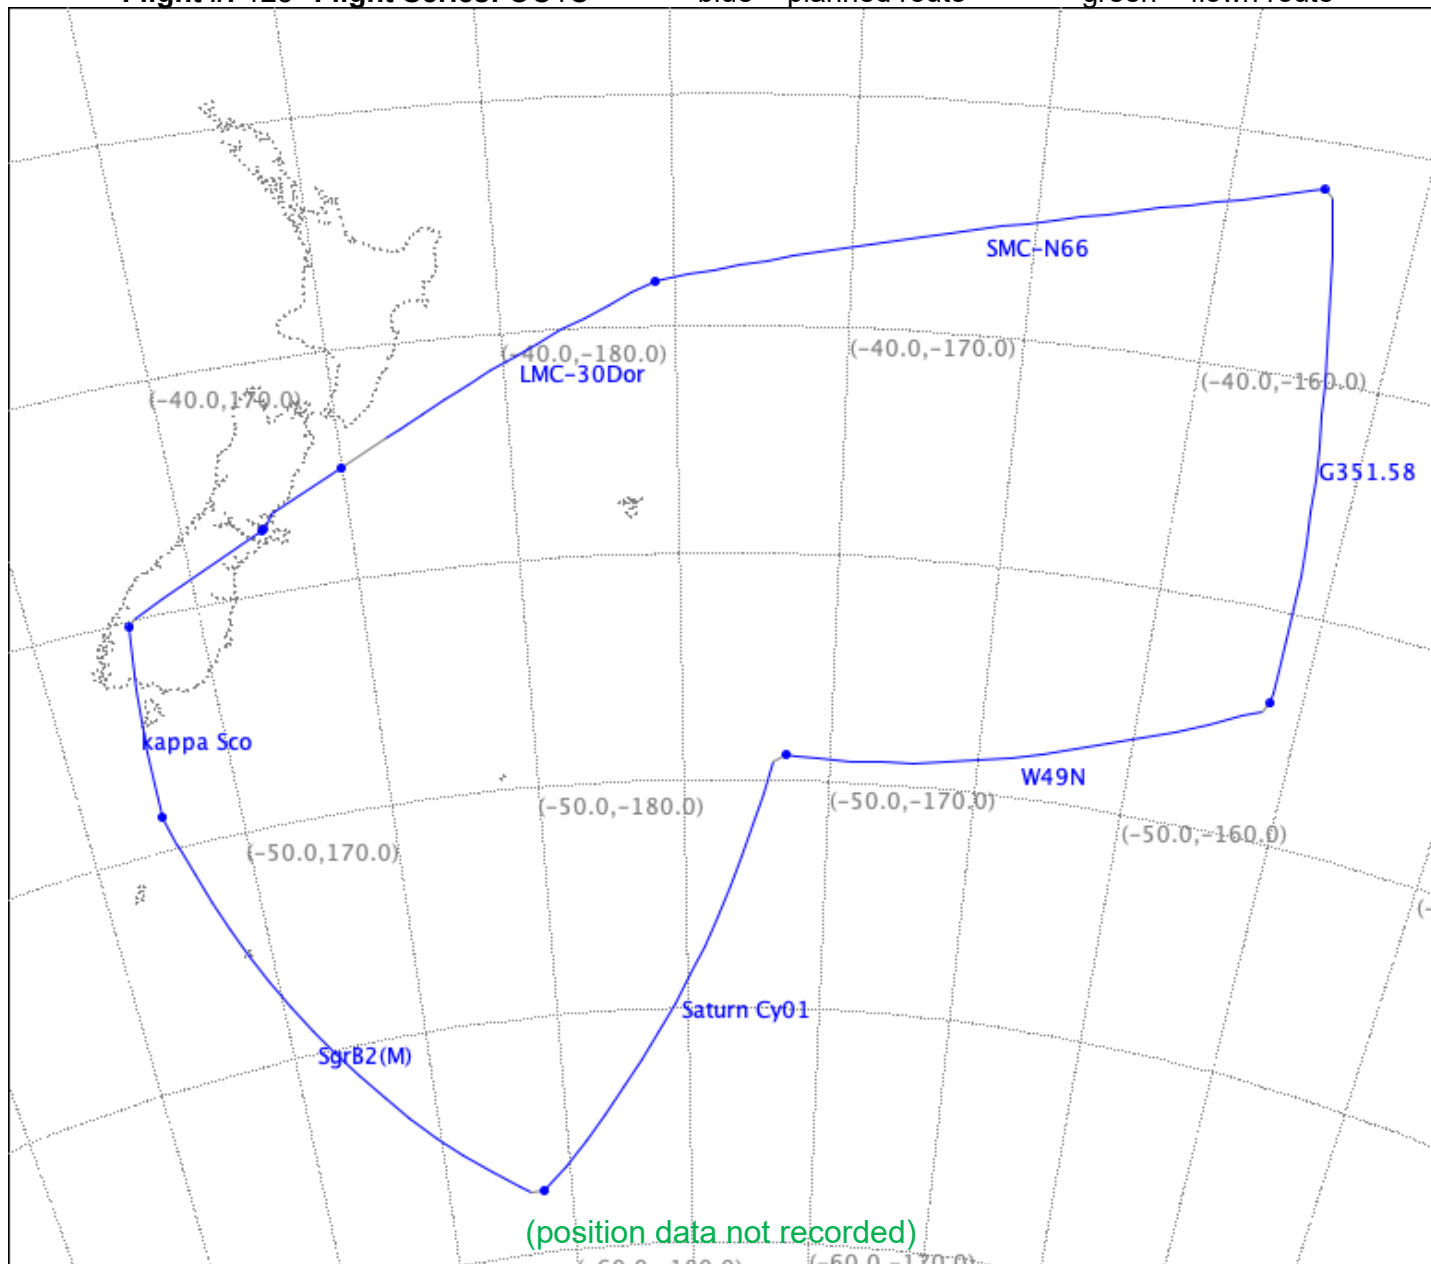 SMC-N66
(-40.0,-180.0)
(-40.0,-170.0)
LMC-30Dor
(-40.0,-160.0)
(-40.0,170.0)
G351.58
kappa Sco
W49N
(-50.0,-180.0)
(-50.0,-170.0)
(-50.0,-160.0)
(-50.0,170.0)
Saturn Cy01
SgrB2(M)
(position data not recorded)